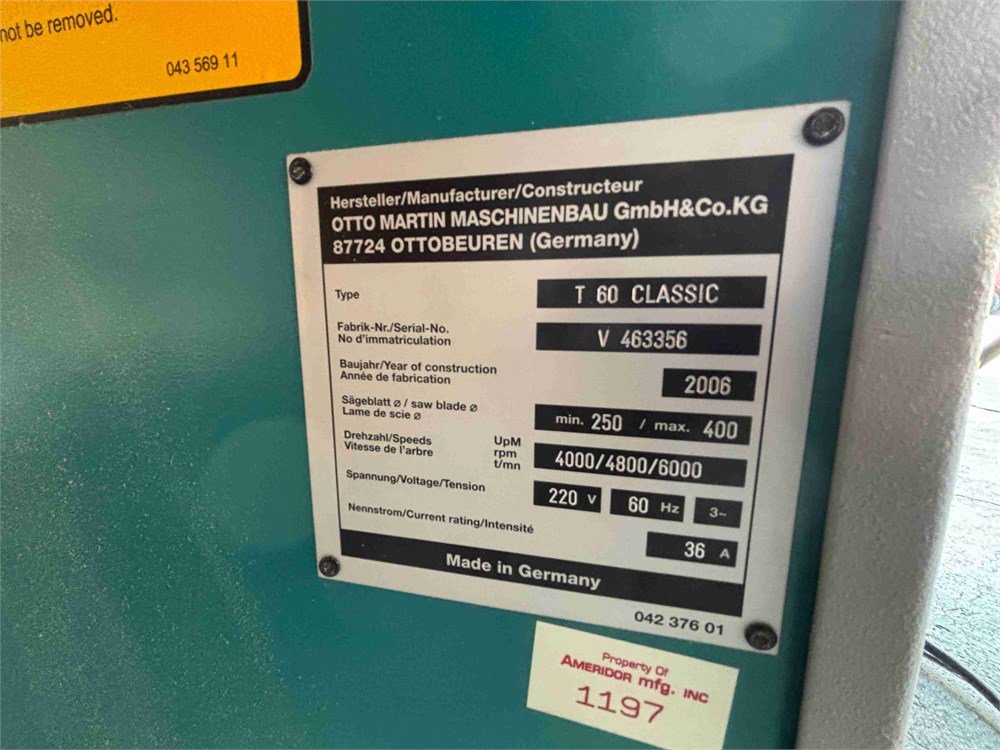 not be removed.
043 569 11
Hersteller/Manufacturer/Constructeur
OTTO MARTIN MASCHINENBAU GmbH&Co.KG
87724 OTTOBEUREN (Germany)
Type T 60 CLASSIC
Fabrik-Nr./Serial-No.
No d'immatriculation V 463356
Baujahr/Year of construction
Année de fabrication 2006
Sägeblatt ø / saw blade ø
Lame de scie ø min. 250 / max. 400
Drehzahl/Speeds UpM
Vitesse de l'arbre rpm 4000/4800/6000
t/mn
Spannung/Voltage/Tension 220 V 60 Hz 3~
Nennstrom/Current rating/Intensité 36 A
Made in Germany
042 376 01
Property Of
AMERIDOR mfg. INC
1197